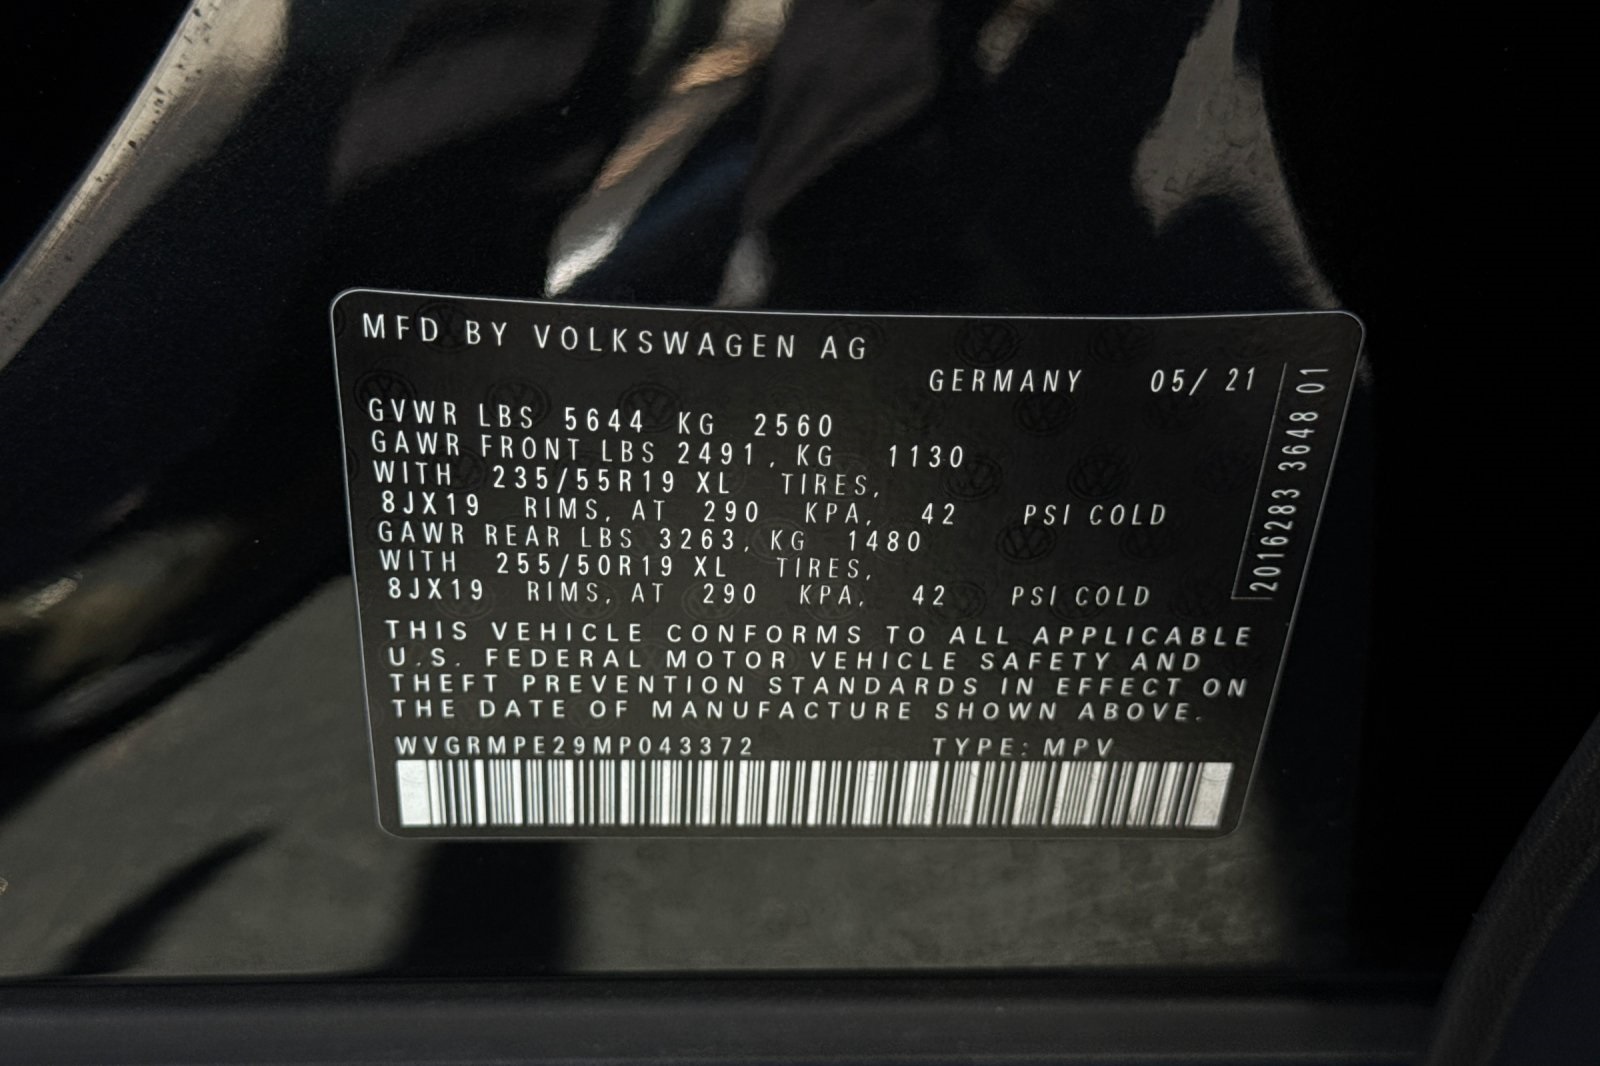 MFD BY VOLKSWAGEN AG
GERMANY 05/ 21
GVWR LBS 5644 KG 2560
GAWR FRONT LBS 2491, KG 1130
WITH 235/55R19 XL TIRES,
8JX19 RIMS, AT 290 KPA, 42 PSI COLD
GAWR REAR LBS 3263, KG 1480
WITH 255/50R19 XL TIRES,
8JX19 RIMS, AT 290 KPA, 42 PSI COLD
THIS VEHICLE CONFORMS TO ALL APPLICABLE
U.S. FEDERAL MOTOR VEHICLE SAFETY AND
THEFT PREVENTION STANDARDS IN EFFECT ON
THE DATE OF MANUFACTURE SHOWN ABOVE.
WVGRMPE29MP043372 TYPE: MPV
2016283 3648 01